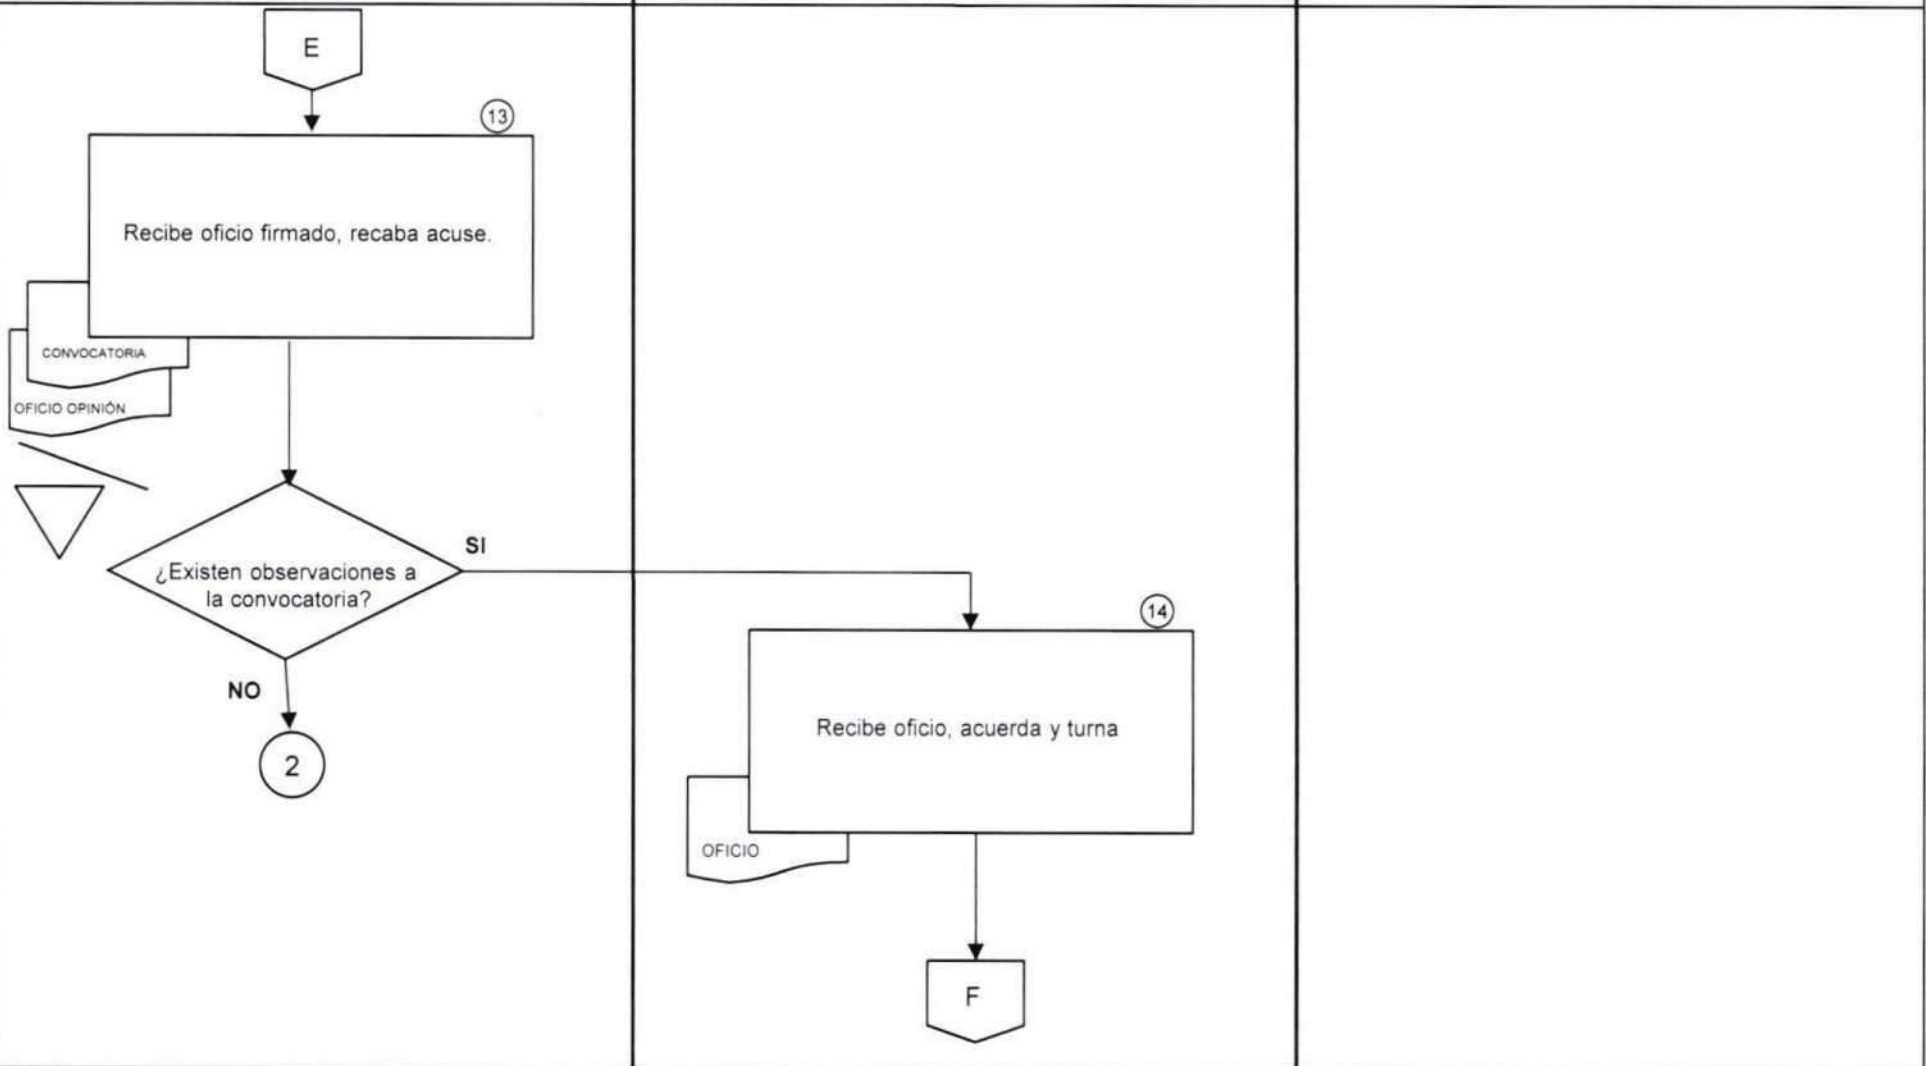 E
13
Recibe oficio firmado, recaba acuse.
CONVOCATORIA
OFICIO OPINIÓN
¿Existen observaciones a
la convocatoria?
SI
NO
2
14
Recibe oficio, acuerda y turna
OFICIO
F